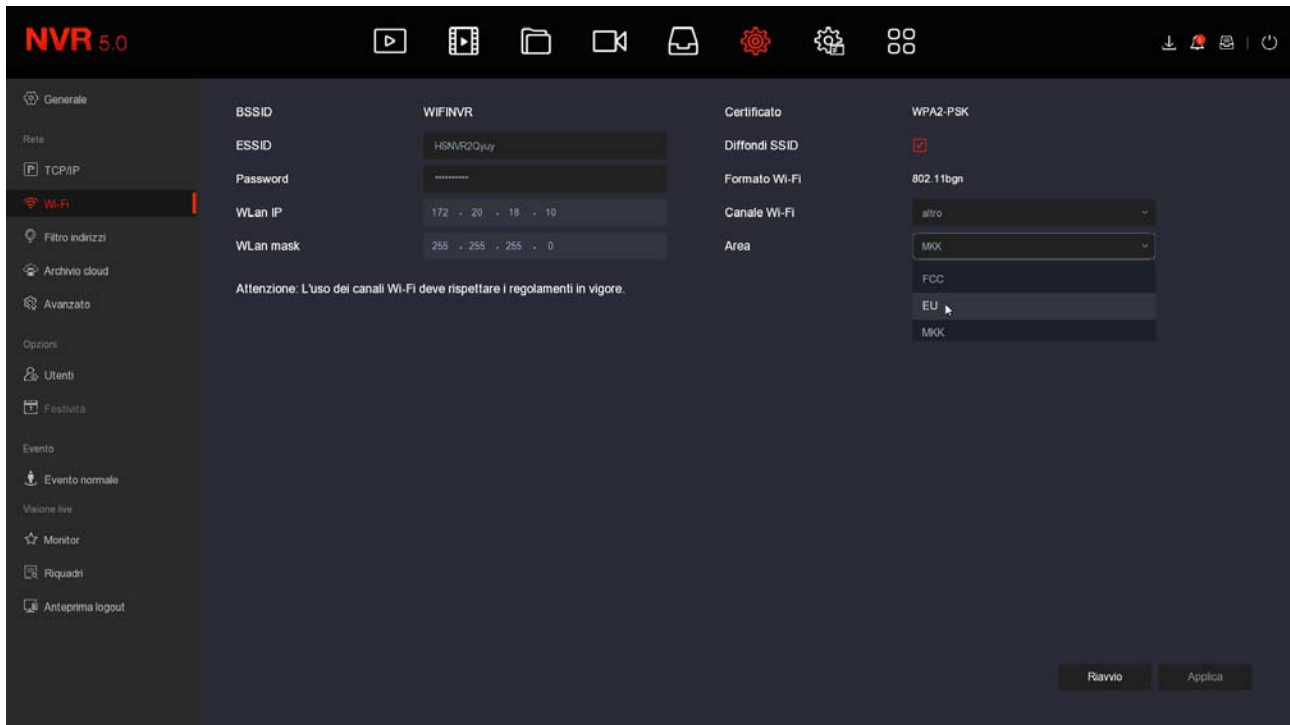 NVR 5.0
Generale
Rete
TCP/IP
Wi-Fi
Filtro indirizzi
Archivio cloud
Avanzato
Opzioni
Utenti
Festività
Evento
Evento normale
Visione live
Monitor
Riquadri
Anteprima logout
BSSID WIFINVR
ESSID HSNVR2Qyuy
Password ••••••••••
WLan IP 172 . 20 . 18 . 10
WLan mask 255 . 255 . 255 . 0
Attenzione: L'uso dei canali Wi-Fi deve rispettare i regolamenti in vigore.
Certificato WPA2-PSK
Diffondi SSID
Formato Wi-Fi 802.11bgn
Canale Wi-Fi altro
Area MKK
FCC
EU
MKK
Riavvio Applica